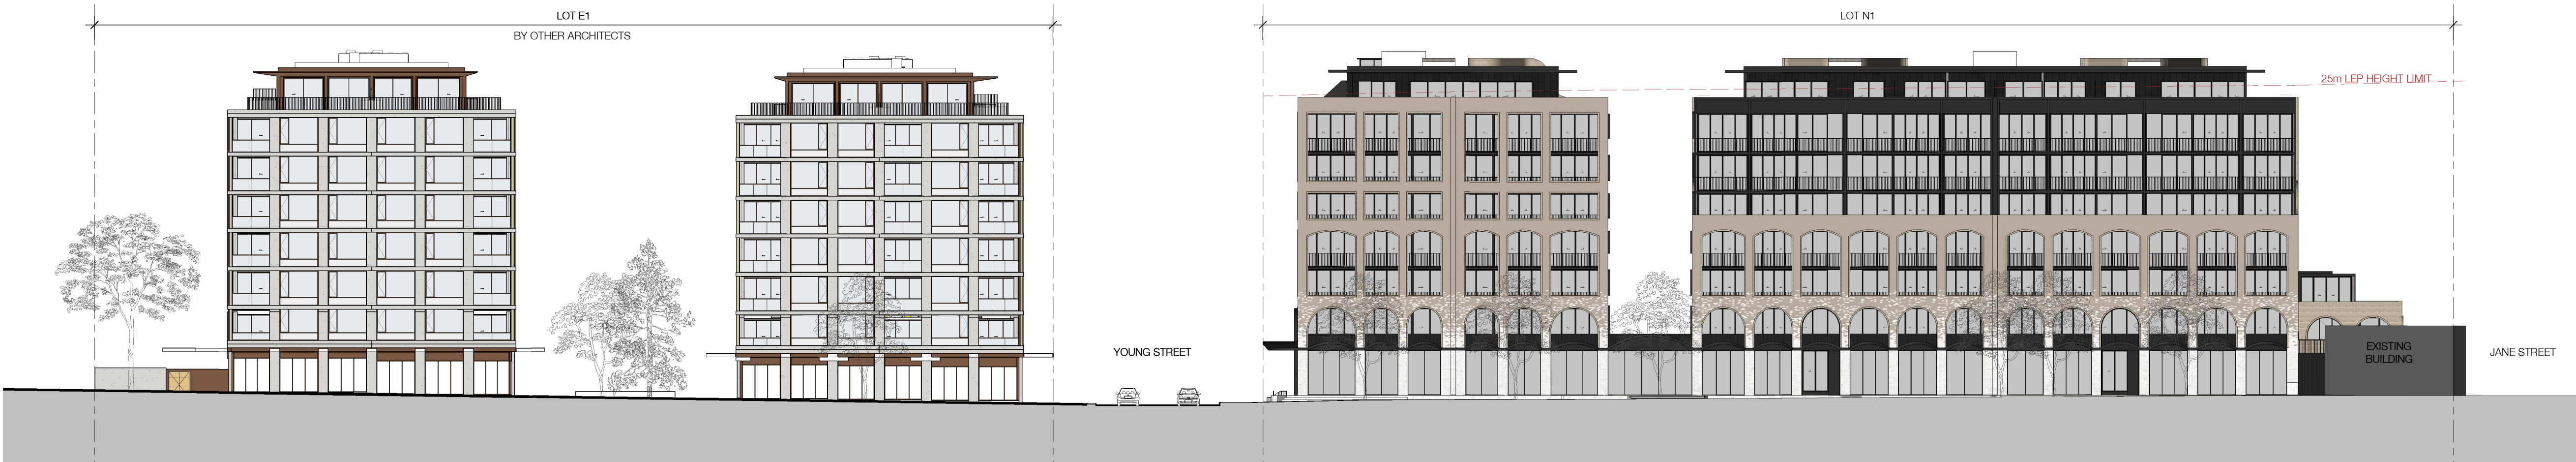 LOT E1
BY OTHER ARCHITECTS
LOT N1
25m LEP HEIGHT LIMIT
YOUNG STREET
EXISTING
BUILDING
JANE STREET